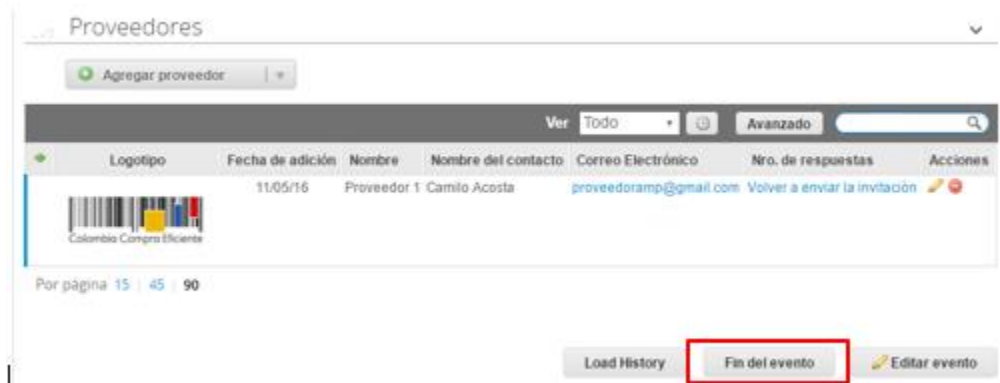 Proveedores
Agregar proveedor
Ver Todo Avanzado
Logotipo Fecha de adición Nombre Nombre del contacto Correo Electrónico Nro. de respuestas Acciones
11/05/16 Proveedor 1 Camilo Acosta proveedoramp@gmail.com Volver a enviar la invitación
Colombia Compra Eficiente
Por página 15 | 45 | 90
Load History Fin del evento Editar evento